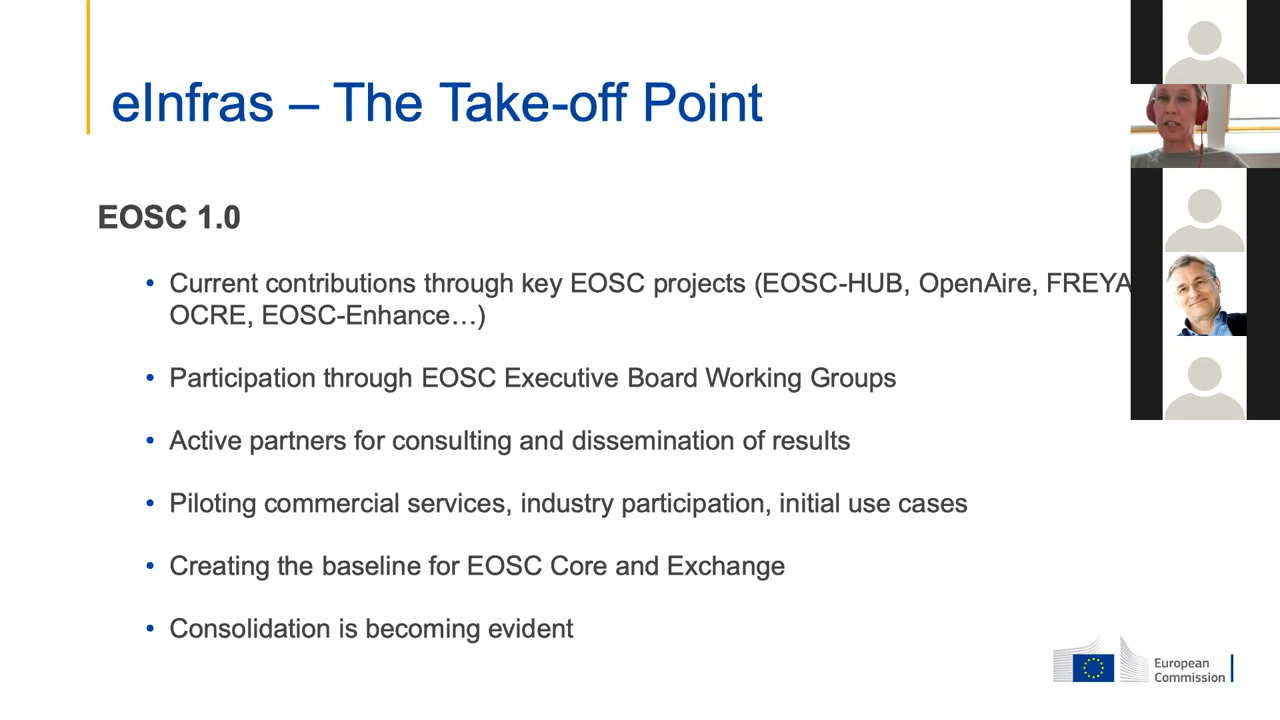 eInfras – The Take-off Point
EOSC 1.0
• Current contributions through key EOSC projects (EOSC-HUB, OpenAire, FREYA
OCRE, EOSC-Enhance…)
• Participation through EOSC Executive Board Working Groups
• Active partners for consulting and dissemination of results
• Piloting commercial services, industry participation, initial use cases
• Creating the baseline for EOSC Core and Exchange
• Consolidation is becoming evident
European
Commission